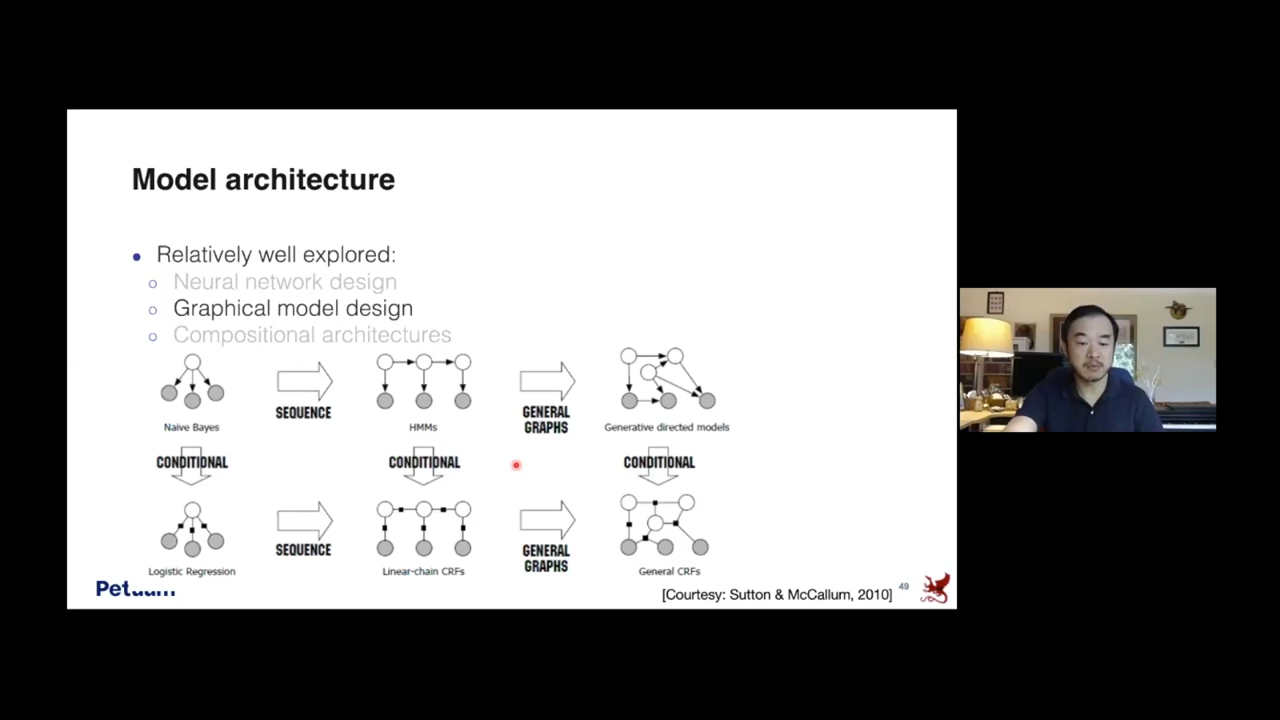 Model architecture
Relatively well explored:
Neural network design
Graphical model design
Compositional architectures
SEQUENCE
GENERAL
GRAPHS
Naive Bayes
HMMs
Generative directed models
CONDITIONAL
CONDITIONAL
CONDITIONAL
SEQUENCE
GENERAL
GRAPHS
Logistic Regression
Linear-chain CRFs
General CRFs
[Courtesy: Sutton & McCallum, 2010]
49